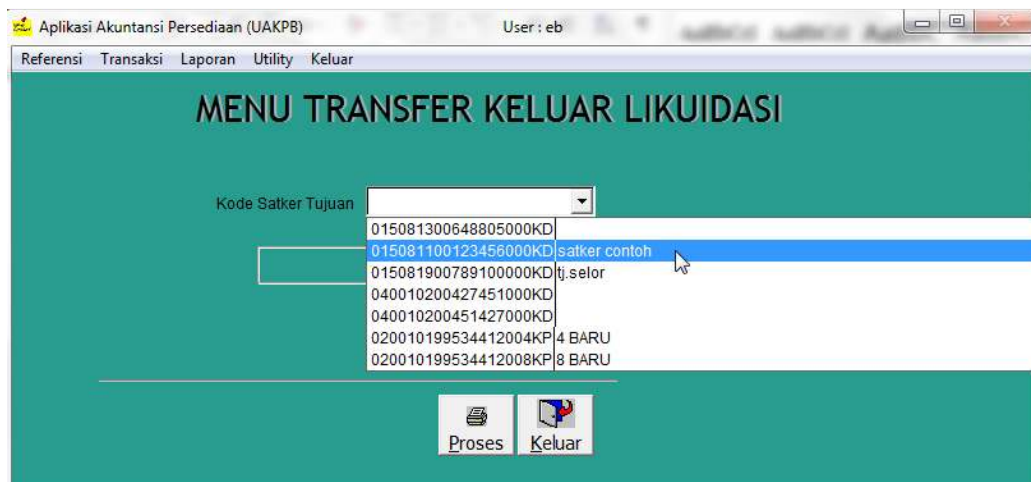 Aplikasi Akuntansi Persediaan (UAKPB) User : eb
Referensi Transaksi Laporan Utility Keluar
MENU TRANSFER KELUAR LIKUIDASI
Kode Satker Tujuan
015081300648805000KD
015081100123456000KD satker contoh
015081900789100000KD tj.selor
040010200427451000KD
040010200451427000KD
020010199534412004KP 4 BARU
020010199534412008KP 8 BARU
Proses Keluar